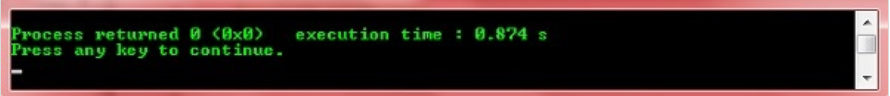 Process returned 0 (0x0)   execution time : 0.874 s
Press any key to continue.